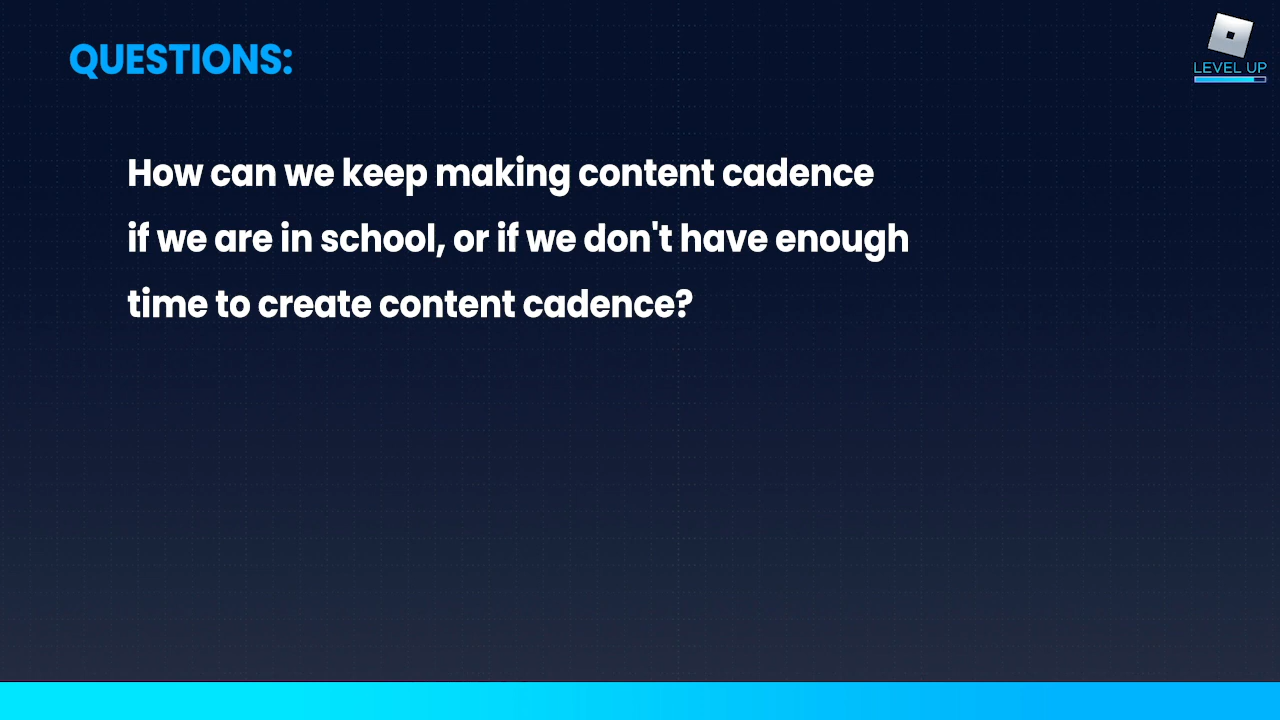 QUESTIONS:
LEVEL UP
How can we keep making content cadence
if we are in school, or if we don't have enough
time to create content cadence?